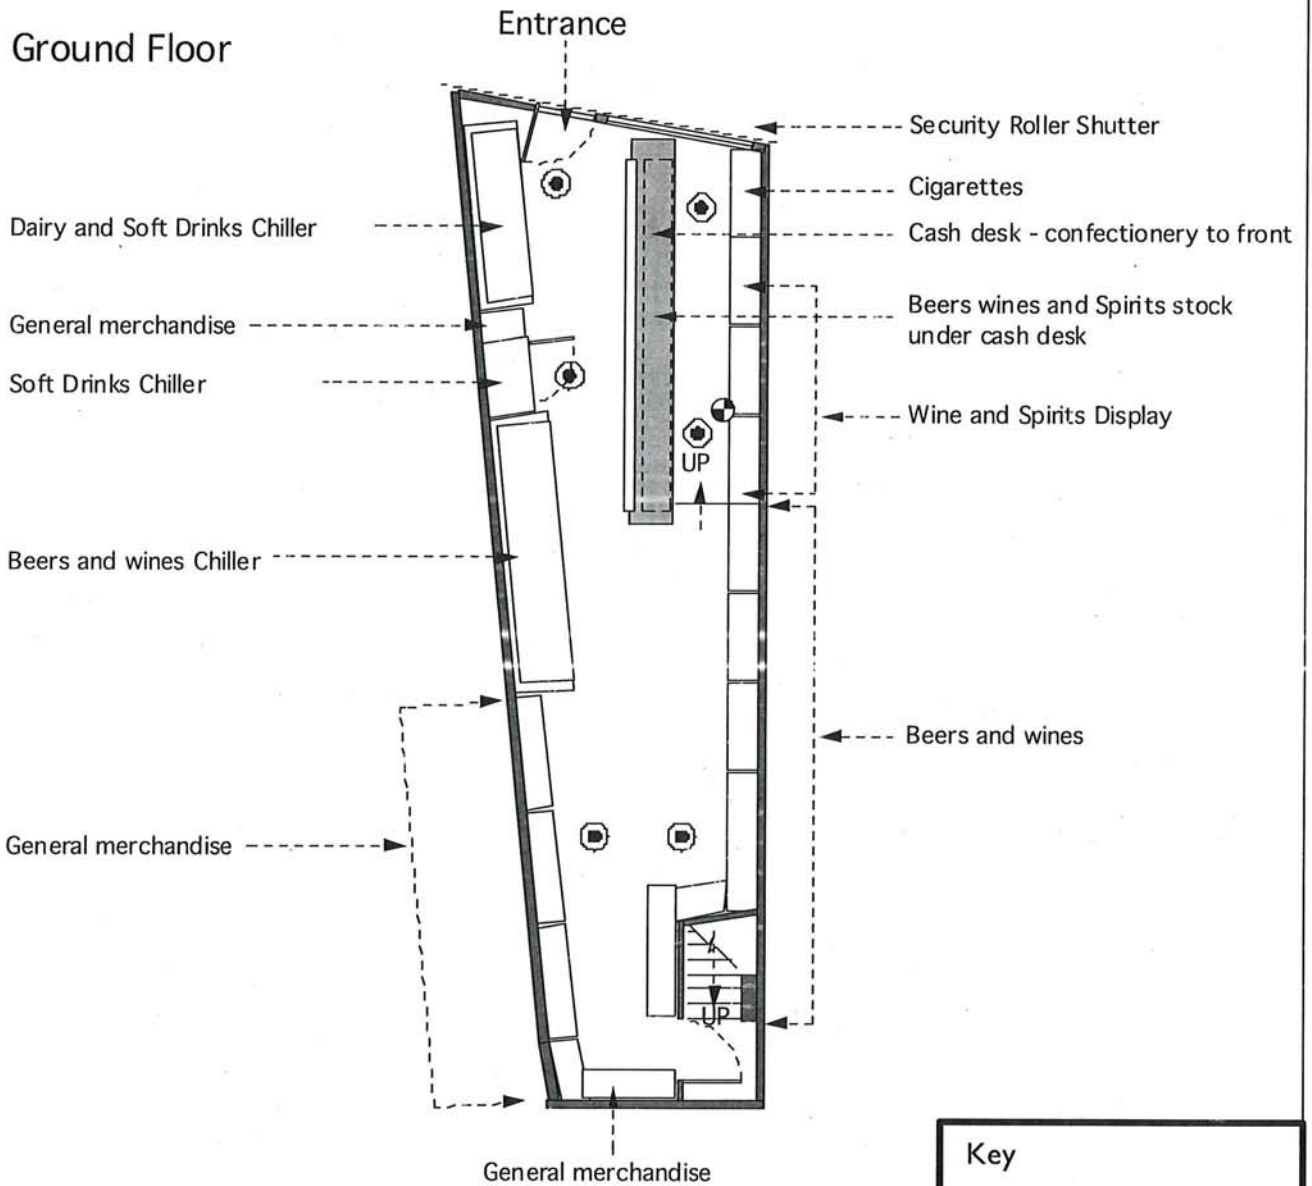 Ground Floor
Entrance
Security Roller Shutter
Cigarettes
Dairy and Soft Drinks Chiller
Cash desk - confectionery to front
General merchandise
Beers wines and Spirits stock
under cash desk
Soft Drinks Chiller
Wine and Spirits Display
UP
Beers and wines Chiller
Beers and wines
General merchandise
UP
General merchandise
Key